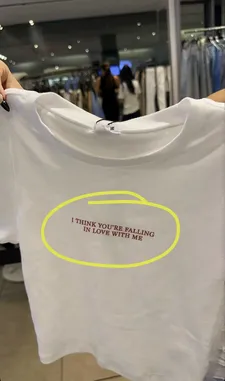 I THINK YOU'RE FALLING
IN LOVE WITH ME